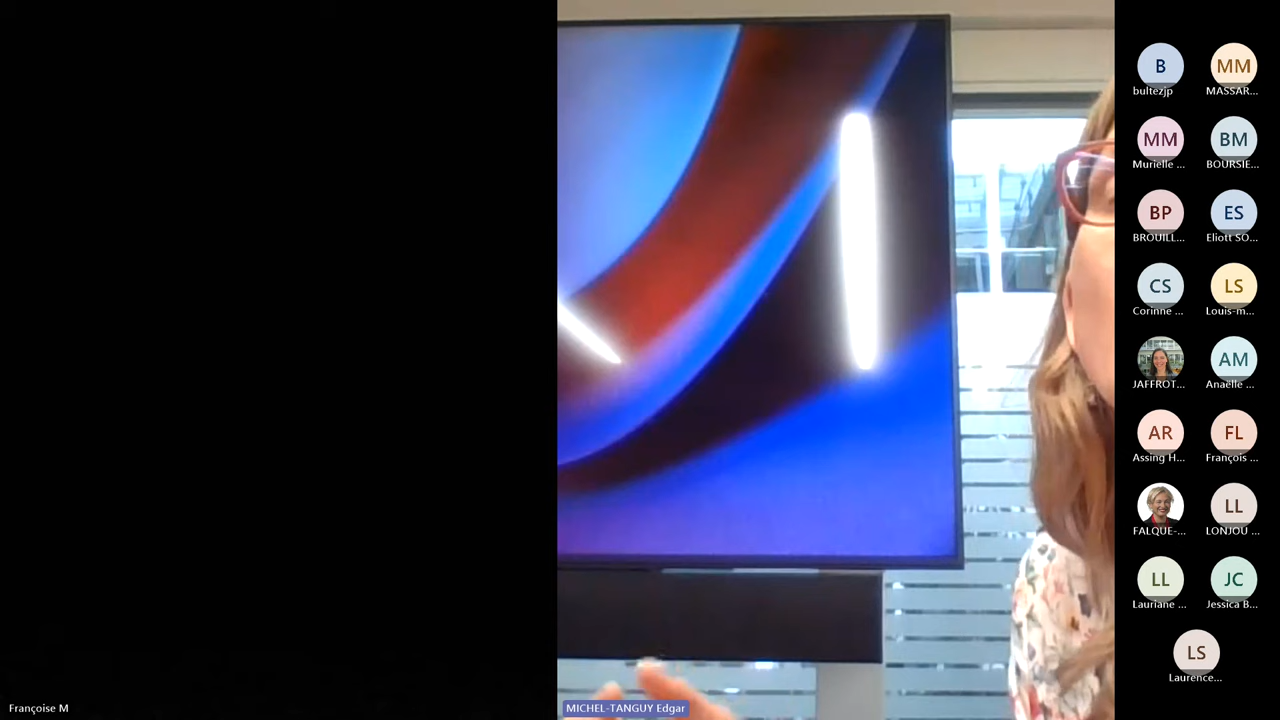 B
MM
bultezjp
MASSAR...
MM
BM
Murielle ...
BOURSIE...
BP
ES
BROUILL...
Eliott SO...
CS
LS
Corinne ...
Louis-m...
AM
JAFFROT...
Anaëlle ...
AR
FL
Assing H...
François ...
LL
FALQUE-...
LONJOU ...
LL
JC
Lauriane ...
Jessica B...
LS
Laurence...
Françoise M
MICHEL-TANGUY Edgar